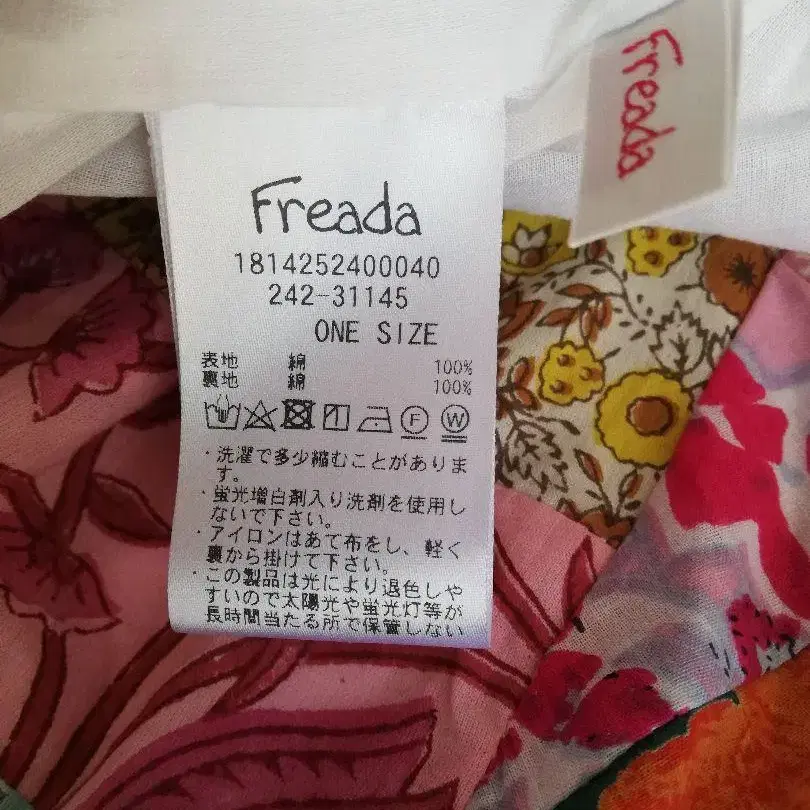 Freada
Freada
1814252400040
242-31145
ONE SIZE
表地 綿 100%
裏地 綿 100%
F W
・洗濯で多少縮むことがありま
す。
・蛍光増白剤入り洗剤を使用し
ないで下さい。
・アイロンはあて布をし、軽く
裏から掛けて下さい。
・この製品は光により退色しや
すいので太陽光や蛍光灯等が
長時間当たる所で保管しない